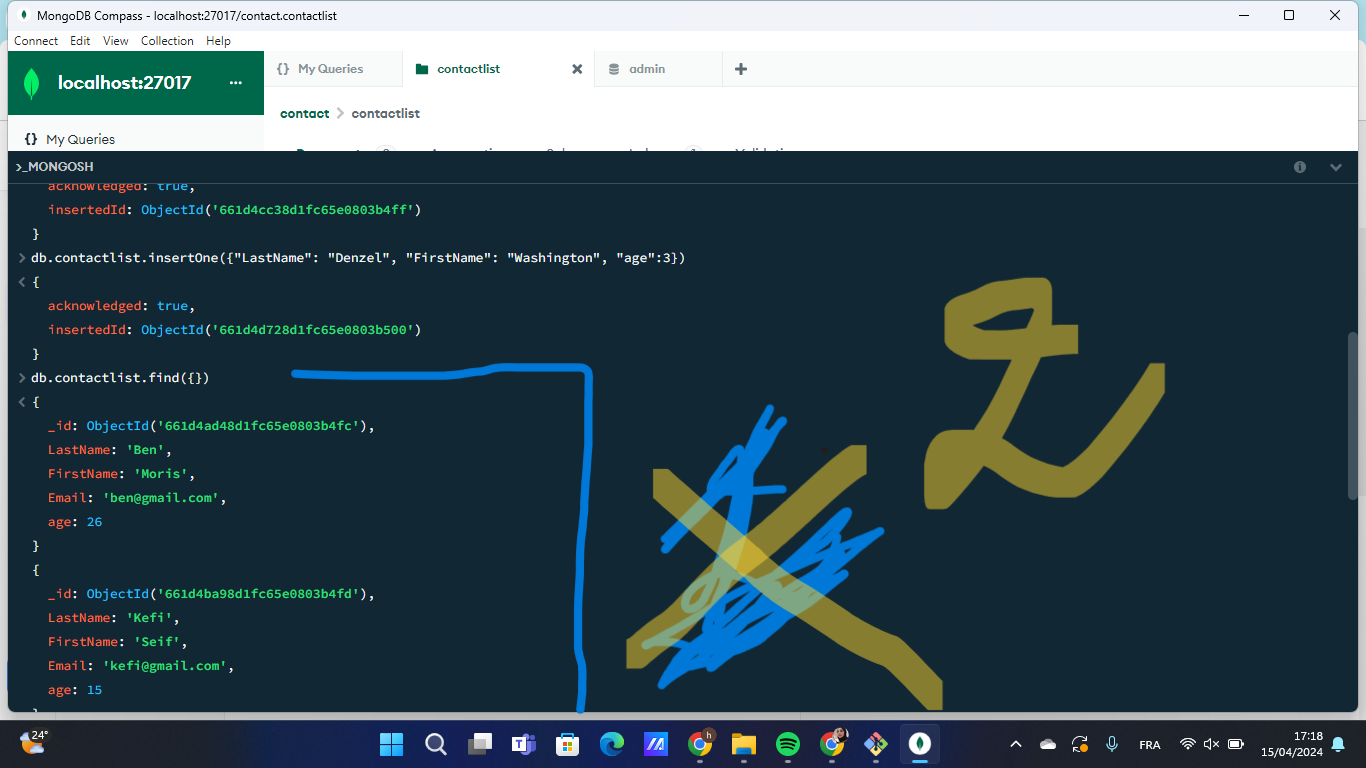 MongoDB Compass - localhost:27017/contact.contactlist
Connect Edit View Collection Help
localhost:27017 ...
{} My Queries contactlist admin
contact > contactlist
{} My Queries
>_MONGOSH
acknowledged: true,
insertedId: ObjectId('661d4cc38d1fc65e0803b4ff')
}
> db.contactlist.insertOne({"LastName": "Denzel", "FirstName": "Washington", "age":3})
< {
acknowledged: true,
insertedId: ObjectId('661d4d728d1fc65e0803b500')
}
> db.contactlist.find({})
< {
_id: ObjectId('661d4ad48d1fc65e0803b4fc'),
LastName: 'Ben',
FirstName: 'Moris',
Email: 'ben@gmail.com',
age: 26
}
{
_id: ObjectId('661d4ba98d1fc65e0803b4fd'),
LastName: 'Kefi',
FirstName: 'Seif',
Email: 'kefi@gmail.com',
age: 15
24°
FRA
17:18
15/04/2024